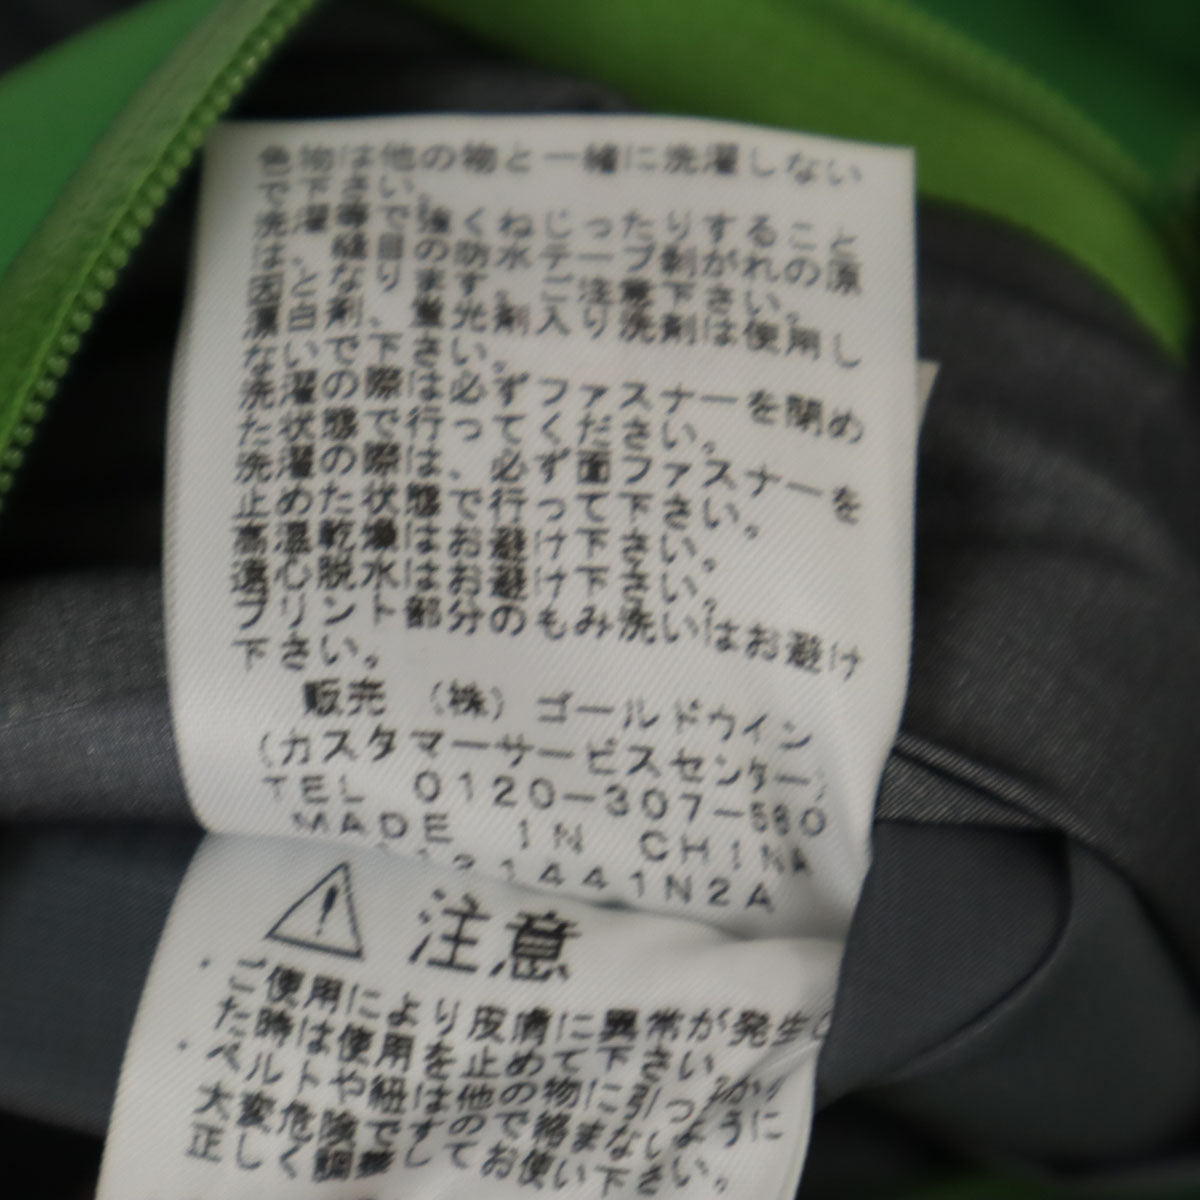 色物は他の物と一緒に洗濯しない
で下さい。
洗濯等で強くねじったりすること
は、縫目の防水テープ剥がれの原
因となります。ご注意下さい。
漂白剤、蛍光剤入り洗剤は使用し
ないで下さい。
洗濯の際は必ずファスナーを閉め
た状態で行ってください。
洗濯の際は、必ず面ファスナーを
止めた状態で行って下さい。
高温乾燥はお避け下さい。
遠心脱水はお避け下さい。
プリント部分のもみ洗いはお避け
下さい。
販売 (株) ゴールドウイン
(カスタマーサービスセンター)
TEL 0120-307-560
MADE IN CHINA
21441N2A
注意
・ご使用により皮膚に異常が発生し
た時は使用を止めて下さい。
・ベルトや紐は他の物に引っかかり
大変危険ですので絡まないように
正しく調整してお使い下さい。